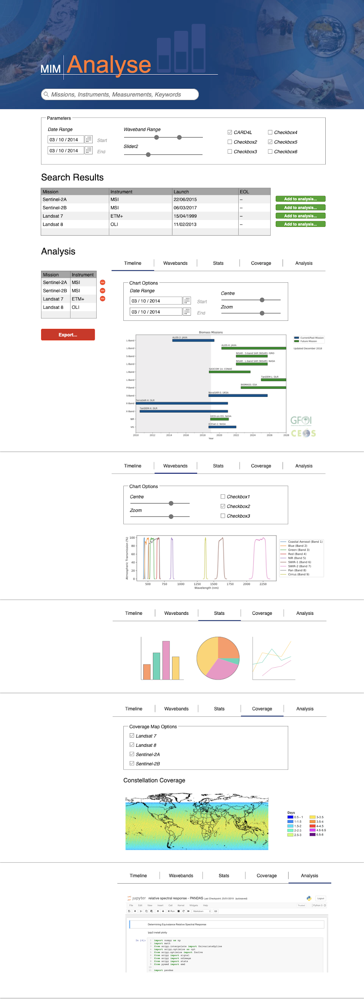 MIM Analyse
Missions, Instruments, Measurements, Keywords
Parameters
Date Range
03 / 10 / 2014 Start
03 / 10 / 2014 End
Waveband Range
Slider2
CARD4L Checkbox4
Checkbox2 Checkbox5
Checkbox3 Checkbox6
Search Results
Mission Instrument Launch EOL
Sentinel-2A MSI 22/06/2015 – Add to analysis...
Sentinel-2B MSI 06/03/2017 – Add to analysis...
Landsat 7 ETM+ 15/04/1999 – Add to analysis...
Landsat 8 OLI 11/02/2013 – Add to analysis...
Analysis
Mission Instrument
Sentinel-2A MSI
Sentinel-2B MSI
Landsat 7 ETM+
Landsat 8 OLI
Export...
Timeline Wavebands Stats Coverage Analysis
Chart Options
Date Range
03 / 10 / 2014 Start
03 / 10 / 2014 End
Centre
Zoom
Biomass Missions
L-Band ALOS-2: JAXA
L-Band ALOS-4: JAXA
S-Band NISAR - S-band SAR (NISAR): ISRO
L-Band NISAR - L-band SAR (NISAR): NASA
L-Band SAOCOM 1A: CONAE
L-Band TanDEM-L: DLR
P-Band BIOMASS: ESA
S-Band NovaSAR-S: UKSA
X-Band TerraSAR-X: DLR
X-Band TanDEM-X: DLR
NIR GEDI-on-ISS: NASA
VIS ICESat-2: NASA
2010 2012 2014 2016 2018 2020 2022 2024 2026 2028
Year
Current/Past Mission
Future Mission
Updated December 2018
GFOI
CEOS
Timeline Wavebands Stats Coverage Analysis
Chart Options
Centre
Zoom
Checkbox1
Checkbox2
Checkbox3
Atmospheric Transmission (%)
100
80
60
40
20
0
500 750 1000 1250 1500 1750 2000 2250
Wavelength (nm)
Coastal Aerosol (Band 1)
Blue (Band 2)
Green (Band 3)
Red (Band 4)
NIR (Band 5)
SWIR-1 (Band 6)
SWIR-2 (Band 7)
Pan (Band 8)
Cirrus (Band 9)
Timeline Wavebands Stats Coverage Analysis
Timeline Wavebands Stats Coverage Analysis
Coverage Map Options
Landsat 7
Landsat 8
Sentinel-2A
Sentinel-2B
Constellation Coverage
Days
0.5 - 1 3-3.5
1-1.5 3.5-4
1.5-2 4-4.5
2-2.5 4.5-6.5
2.5-3 6.5-8
Timeline Wavebands Stats Coverage Analysis
jupyter relative spectral response - PANDAS Last Checkpoint: 25/01/2019 (autosaved) Logout
File Edit View Insert Cell Kernel Widgets Help Trusted Python 3
Run Markdown
Determining Equivalance Relative Spectral Response
!pip3 install plotly
In [4]: 1 import numpy as np
2 import math
3 from scipy.interpolate import UnivariateSpline
4 import scipy.optimize as opt
5 from scipy.optimize import fsolve
6 from scipy import signal
7 from scipy import ndimage
8 from scipy import stats
9 from pyemd import emd
10
11 import pandas